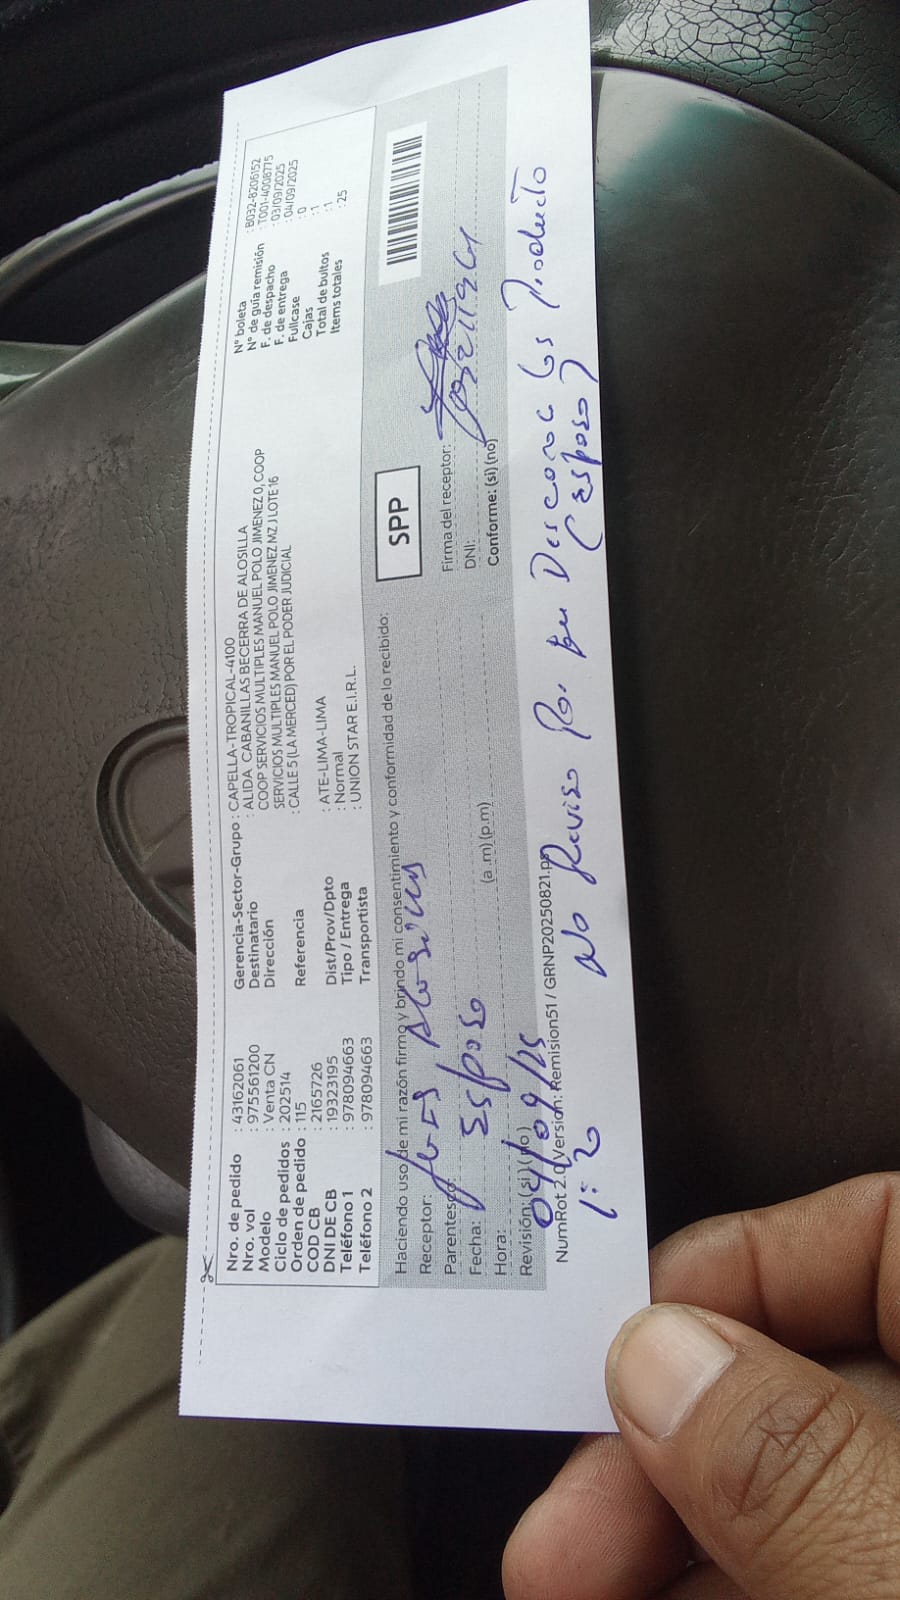 Nro. de pedido : 43162061
Nro. vol : 975561200
Modelo : Venta CN
Ciclo de pedidos : 202514
Orden de pedido : 115
COD CB : 2165726
DNI DE CB : 19323195
Teléfono 1 : 978094663
Teléfono 2 : 978094663
Gerencia-Sector-Grupo : CAPELLA-TROPICAL-4100
Destinatario : ALIDA CABANILLAS BECERRA DE ALOSILLA
Dirección : COOP SERVICIOS MULTIPLES MANUEL POLO JIMENEZ 0, COOP
SERVICIOS MULTIPLES MANUEL POLO JIMENEZ MZ J LOTE 16
Referencia : CALLE 5 (LA MERCED) POR EL PODER JUDICIAL
Dist/Prov/Dpto : ATE-LIMA-LIMA
Tipo / Entrega : Normal
Transportista : UNION STAR E.I.R.L.
N° boleta : B032-8206152
N° de guía remisión : T001-4008775
F. de despacho : 03/09/2025
F. de entrega : 04/09/2025
Fullcase : 0
Cajas : 1
Total de bultos : 1
Items totales : 25
Haciendo uso de mi razón firmo y brindo mi consentimiento y conformidad de lo recibido:
SPP
Receptor: Alosilla
Parentesco: Esposo
Fecha: 04/09/25
Hora: 1:20 (a.m) (p.m)
Revisión: (si) (no)
Firma del receptor:
DNI:
Conforme: (si) (no)
NumRot 2.0 Version: Remision51 / GRNP20250821.p
No Reviso Por Que Desconoce los Producto
(Esposo)